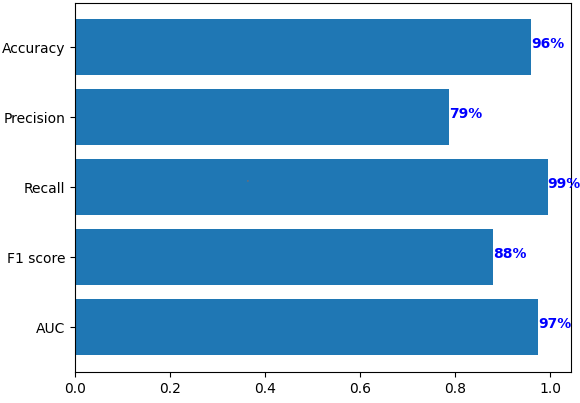 Accuracy 96%
Precision 79%
Recall 99%
F1 score 88%
AUC 97%
0.0 0.2 0.4 0.6 0.8 1.0